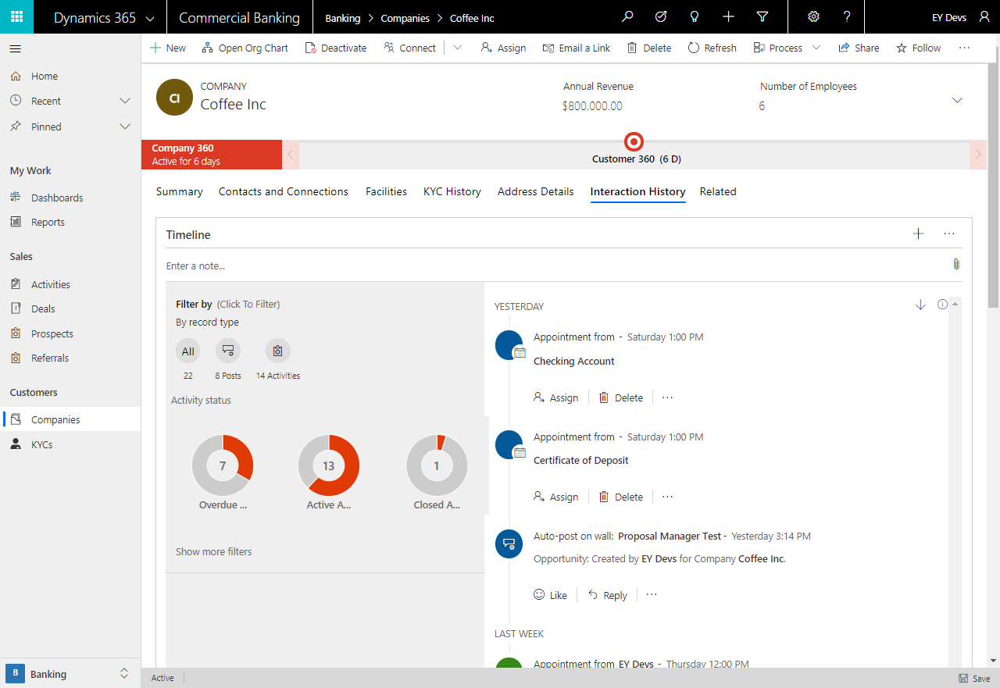 Dynamics 365
Commercial Banking
Banking > Companies > Coffee Inc
EY Devs
New
Open Org Chart
Deactivate
Connect
Assign
Email a Link
Delete
Refresh
Process
Share
Follow
Home
Recent
Pinned
My Work
Dashboards
Reports
Sales
Activities
Deals
Prospects
Referrals
Customers
Companies
KYCs
B
Banking
CI
COMPANY
Coffee Inc
Annual Revenue
$800,000.00
Number of Employees
6
Company 360
Active for 6 days
Customer 360 (6 D)
Summary
Contacts and Connections
Facilities
KYC History
Address Details
Interaction History
Related
Timeline
Enter a note...
Filter by (Click To Filter)
By record type
All
22
8 Posts
14 Activities
Activity status
7
Overdue ...
13
Active A...
1
Closed A...
Show more filters
YESTERDAY
Appointment from - Saturday 1:00 PM
Checking Account
Assign
Delete
Appointment from - Saturday 1:00 PM
Certificate of Deposit
Assign
Delete
Auto-post on wall: Proposal Manager Test - Yesterday 3:14 PM
Opportunity: Created by EY Devs for Company Coffee Inc.
Like
Reply
LAST WEEK
Appointment from EY Devs - Thursday 12:00 PM
Active
Save